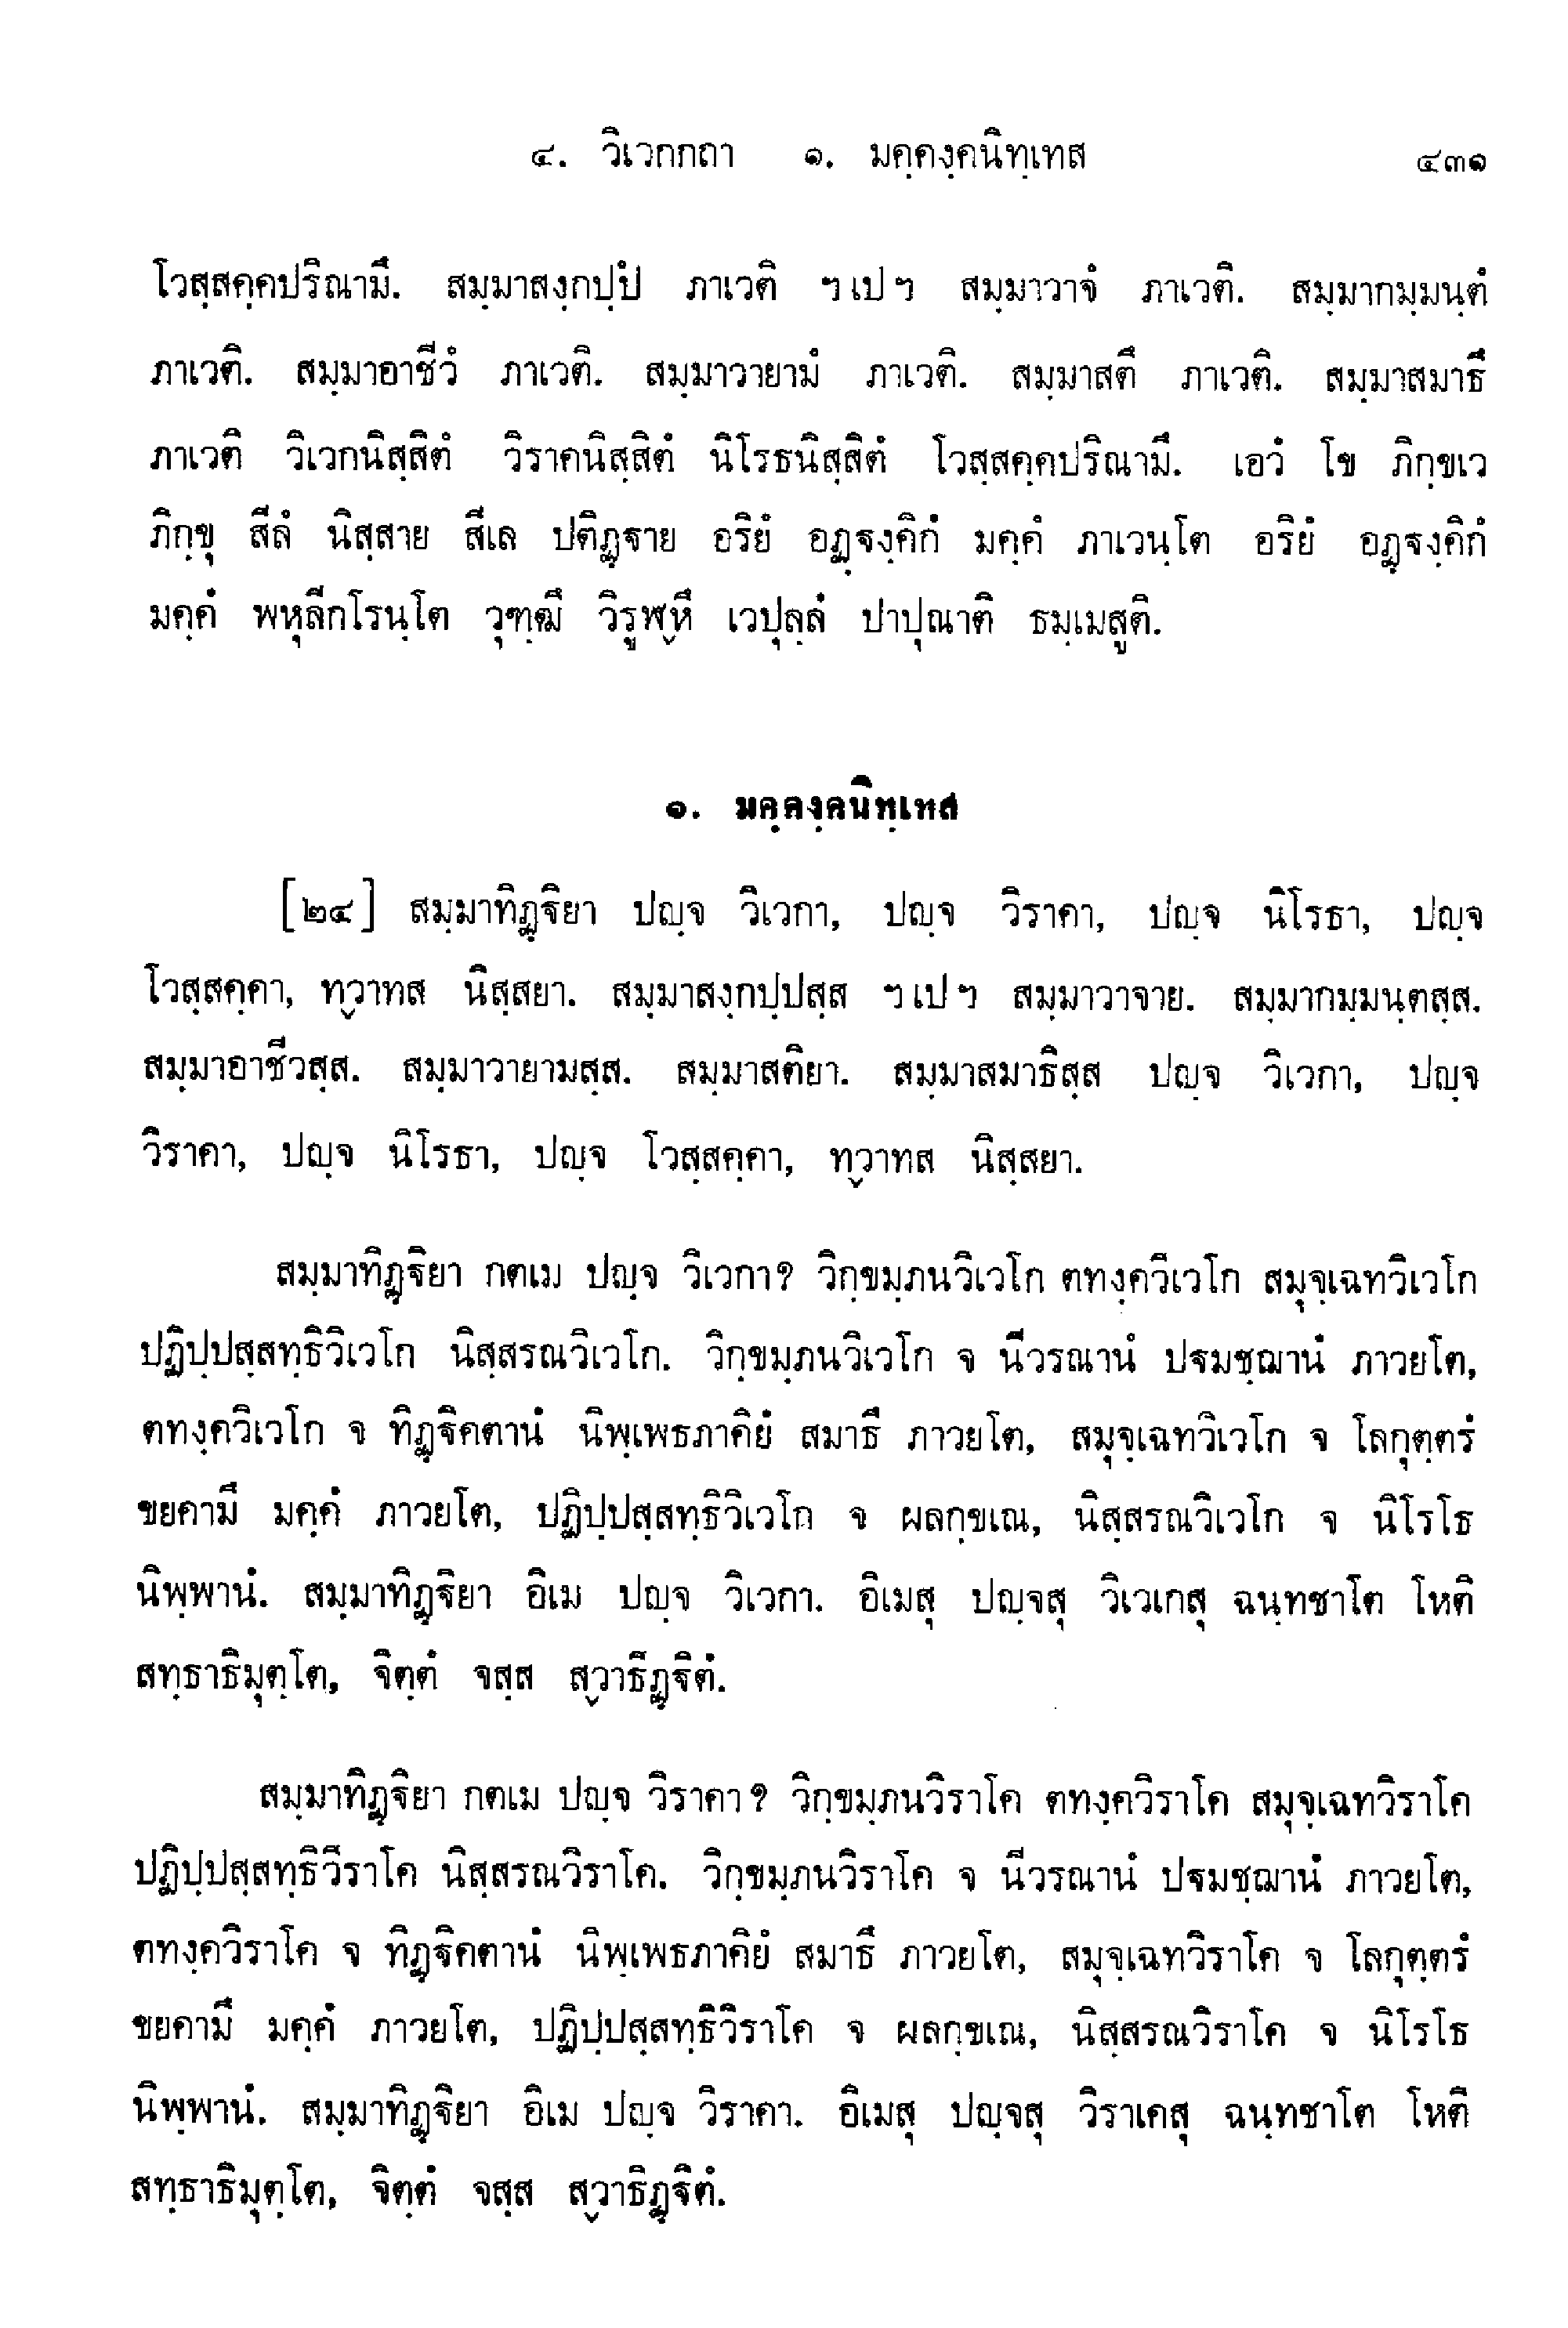 ๔. วิเวกกถา ๑. มคฺคงฺคนิทฺเทส ๔๓๑
โวสฺสคฺคปริณามึ. สมฺมาสงฺกปฺปํ ภาเวติ ฯเปฯ สมฺมาวาจํ ภาเวติ. สมฺมากมฺมนฺตํ
ภาเวติ. สมฺมาอาชีวํ ภาเวติ. สมฺมาวายามํ ภาเวติ. สมฺมาสตึ ภาเวติ. สมฺมาสมาธึ
ภาเวติ วิเวกนิสฺสิตํ วิราคนิสฺสิตํ นิโรธนิสฺสิตํ โวสฺสคฺคปริณามึ. เอวํ โข ภิกฺขเว
ภิกฺขุ สีลํ นิสฺสาย สีเล ปติฏฺฐาย อริยํ อฏฺฐงฺคิกํ มคฺคํ ภาเวนฺโต อริยํ อฏฺฐงฺคิกํ
มคฺคํ พหุลีกโรนฺโต วุฑฺฒึ วิรูฬฺหึ เวปุลฺลํ ปาปุณาติ ธมฺเมสูติ.
๑. มคฺคงฺคนิทฺเทส
[๒๔] สมฺมาทิฏฺฐิยา ปญฺจ วิเวกา, ปญฺจ วิราคา, ปญฺจ นิโรธา, ปญฺจ
โวสฺสคฺคา, ทฺวาทส นิสฺสยา. สมฺมาสงฺกปฺปสฺส ฯเปฯ สมฺมาวาจาย. สมฺมากมฺมนฺตสฺส.
สมฺมาอาชีวสฺส. สมฺมาวายามสฺส. สมฺมาสติยา. สมฺมาสมาธิสฺส ปญฺจ วิเวกา, ปญฺจ
วิราคา, ปญฺจ นิโรธา, ปญฺจ โวสฺสคฺคา, ทฺวาทส นิสฺสยา.
สมฺมาทิฏฺฐิยา กตเม ปญฺจ วิเวกา? วิกฺขมฺภนวิเวโก ตทงฺควิเวโก สมุจฺเฉทวิเวโก
ปฏิปฺปสฺสทฺธิวิเวโก นิสฺสรณวิเวโก. วิกฺขมฺภนวิเวโก จ นีวรณานํ ปฐมชฺฌานํ ภาวยโต,
ตทงฺควิเวโก จ ทิฏฺฐิคตานํ นิพฺเพธภาคิยํ สมาธึ ภาวยโต, สมุจฺเฉทวิเวโก จ โลกุตฺตรํ
ขยคามึ มคฺคํ ภาวยโต, ปฏิปฺปสฺสทฺธิวิเวโก จ ผลกฺขเณ, นิสฺสรณวิเวโก จ นิโรโธ
นิพฺพานํ. สมฺมาทิฏฺฐิยา อิเม ปญฺจ วิเวกา. อิเมสุ ปญฺจสุ วิเวเกสุ ฉนฺทชาโต โหติ
สทฺธาธิมุตฺโต, จิตฺตํ จสฺส สฺวาธิฏฺฐิตํ.
สมฺมาทิฏฺฐิยา กตเม ปญฺจ วิราคา? วิกฺขมฺภนวิราโค ตทงฺควิราโค สมุจฺเฉทวิราโค
ปฏิปฺปสฺสทฺธิวิราโค นิสฺสรณวิราโค. วิกฺขมฺภนวิราโค จ นีวรณานํ ปฐมชฺฌานํ ภาวยโต,
ตทงฺควิราโค จ ทิฏฺฐิคตานํ นิพฺเพธภาคิยํ สมาธึ ภาวยโต, สมุจฺเฉทวิราโค จ โลกุตฺตรํ
ขยคามึ มคฺคํ ภาวยโต, ปฏิปฺปสฺสทฺธิวิราโค จ ผลกฺขเณ, นิสฺสรณวิราโค จ นิโรโธ
นิพฺพานํ. สมฺมาทิฏฺฐิยา อิเม ปญฺจ วิราคา. อิเมสุ ปญฺจสุ วิราเคสุ ฉนฺทชาโต โหติ
สทฺธาธิมุตฺโต, จิตฺตํ จสฺส สฺวาธิฏฺฐิตํ.